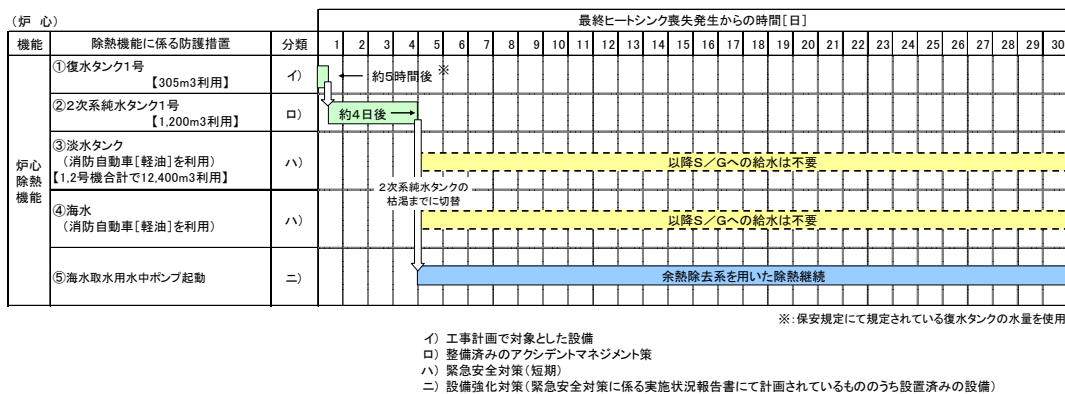 (炉 心)
最終ヒートシンク喪失発生からの時間[日]
機能 除熱機能に係る防護措置 分類 1 2 3 4 5 6 7 8 9 10 11 12 13 14 15 16 17 18 19 20 21 22 23 24 25 26 27 28 29 30
炉心
除熱
機能
①復水タンク1号
【305m3利用】
イ)
約5時間後※
②2次系純水タンク1号
【1,200m3利用】
ロ)
約4日後
③淡水タンク
(消防自動車[軽油]を利用)
【1,2号機合計で12,400m3利用】
ハ)
以降S/Gへの給水は不要
2次系純水タンクの
枯渇までに切替
④海水
(消防自動車[軽油]を利用)
ハ)
以降S/Gへの給水は不要
⑤海水取水用水中ポンプ起動
ニ)
余熱除去系を用いた除熱継続
※:保安規定にて規定されている復水タンクの水量を使用
イ) 工事計画で対象とした設備
ロ) 整備済みのアクシデントマネジメント策
ハ) 緊急安全対策(短期)
ニ) 設備強化対策(緊急安全対策に係る実施状況報告書にて計画されているもののうち設置済みの設備)